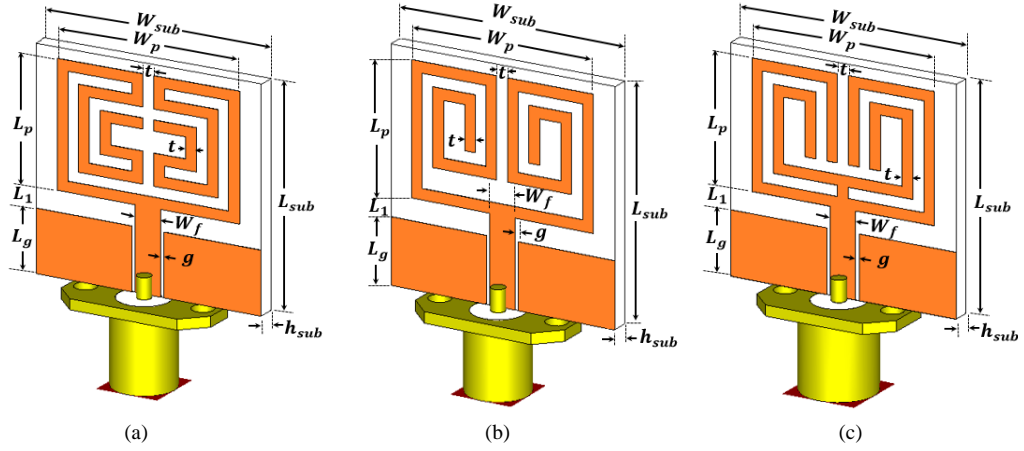 W_sub
W_p
t
L_p
t
L_1
L_sub
W_f
L_g
g
h_sub
(a)
W_sub
W_p
t
L_p
t
L_1
W_f
L_sub
g
L_g
h_sub
(b)
W_sub
W_p
t
L_p
t
L_1
L_sub
W_f
L_g
g
h_sub
(c)